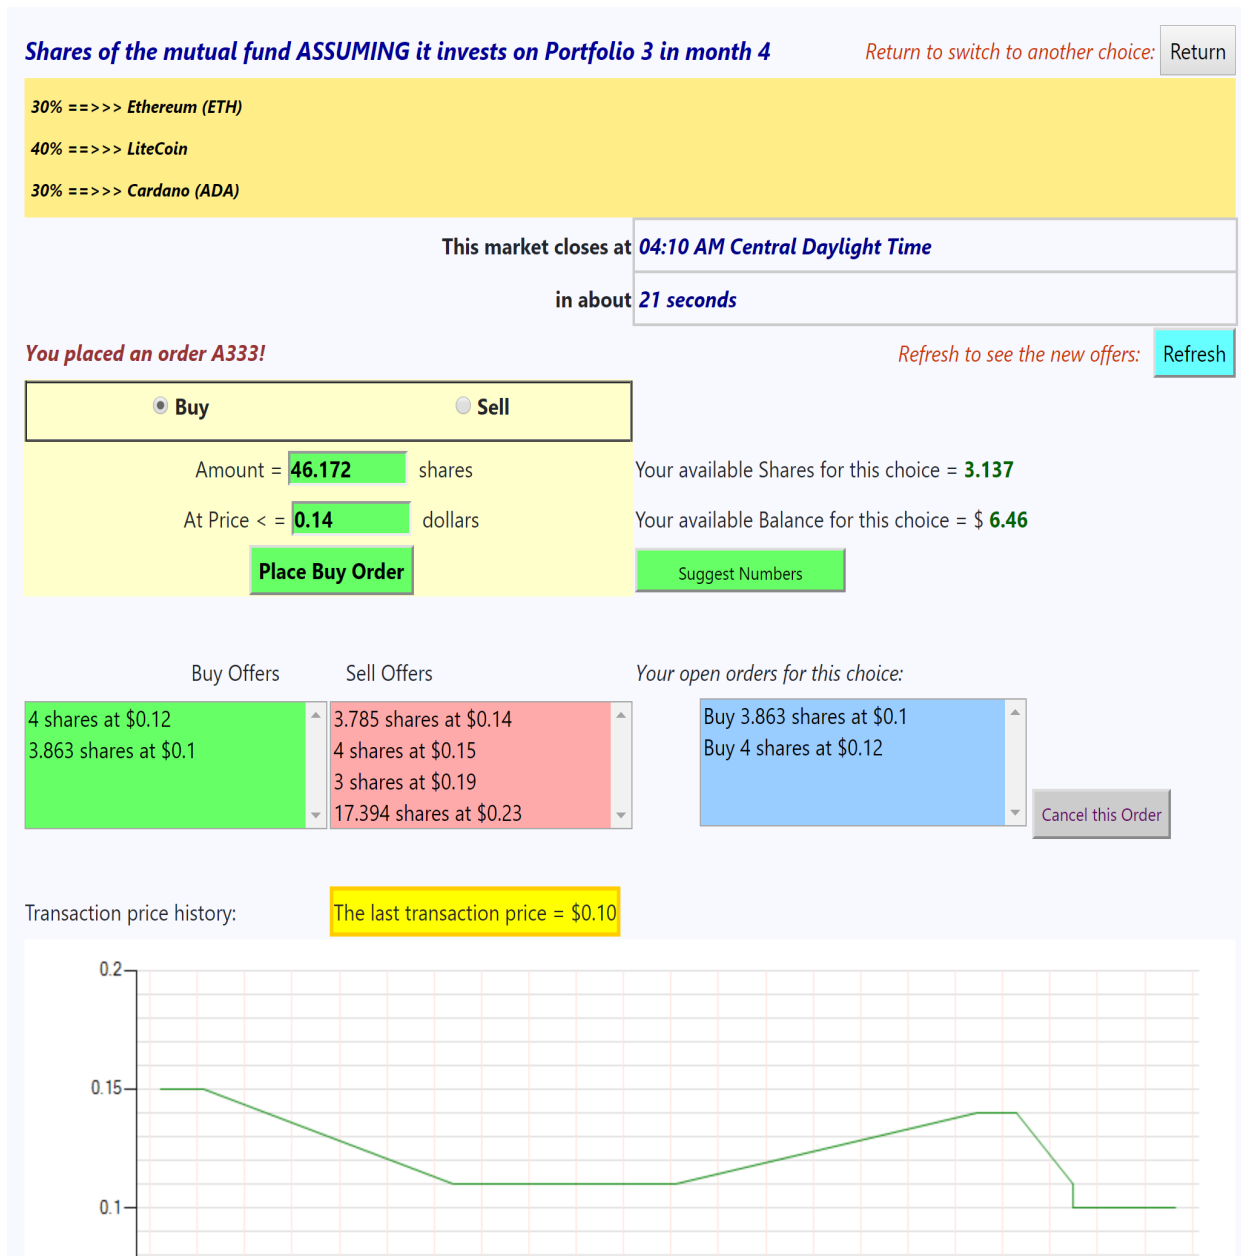 Shares of the mutual fund ASSUMING it invests on Portfolio 3 in month 4
Return to switch to another choice: Return
30% ==>>> Ethereum (ETH)
40% ==>>> LiteCoin
30% ==>>> Cardano (ADA)
This market closes at 04:10 AM Central Daylight Time
in about 21 seconds
You placed an order A333!
Refresh to see the new offers: Refresh
Buy Sell
Amount = 46.172 shares
Your available Shares for this choice = 3.137
At Price < = 0.14 dollars
Your available Balance for this choice = $ 6.46
Place Buy Order
Suggest Numbers
Buy Offers
4 shares at $0.12
3.863 shares at $0.1
Sell Offers
3.785 shares at $0.14
4 shares at $0.15
3 shares at $0.19
17.394 shares at $0.23
Your open orders for this choice:
Buy 3.863 shares at $0.1
Buy 4 shares at $0.12
Cancel this Order
Transaction price history:
The last transaction price = $0.10
0.2
0.15
0.1